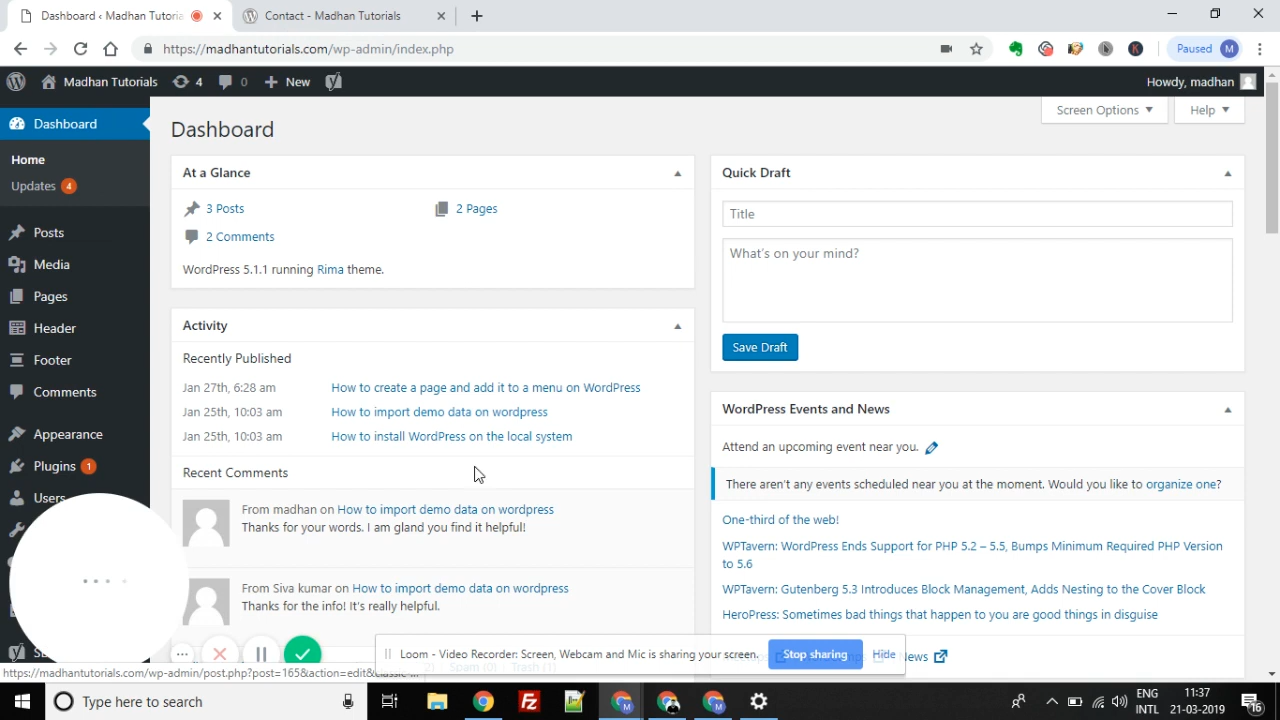 Dashboard ‹ Madhan Tutoria
Contact - Madhan Tutorials
https://madhantutorials.com/wp-admin/index.php
Paused M
Madhan Tutorials 4 0 New
Howdy, madhan
Dashboard
Home
Updates 4
Posts
Media
Pages
Header
Footer
Comments
Appearance
Plugins 1
Users
Dashboard
Screen Options
Help
At a Glance
3 Posts
2 Pages
2 Comments
WordPress 5.1.1 running Rima theme.
Activity
Recently Published
Jan 27th, 6:28 am How to create a page and add it to a menu on WordPress
Jan 25th, 10:03 am How to import demo data on wordpress
Jan 25th, 10:03 am How to install WordPress on the local system
Recent Comments
From madhan on How to import demo data on wordpress
Thanks for your words. I am gland you find it helpful!
From Siva kumar on How to import demo data on wordpress
Thanks for the info! It's really helpful.
Quick Draft
Title
What's on your mind?
Save Draft
WordPress Events and News
Attend an upcoming event near you.
There aren't any events scheduled near you at the moment. Would you like to organize one?
One-third of the web!
WPTavern: WordPress Ends Support for PHP 5.2 – 5.5, Bumps Minimum Required PHP Version
to 5.6
WPTavern: Gutenberg 5.3 Introduces Block Management, Adds Nesting to the Cover Block
HeroPress: Sometimes bad things that happen to you are good things in disguise
News
Loom - Video Recorder: Screen, Webcam and Mic is sharing your screen.
Stop sharing
Hide
Spam (0)
Trash (1)
https://madhantutorials.com/wp-admin/post.php?post=165&action=edit&classic-...
Type here to search
ENG
INTL
11:37
21-03-2019
16